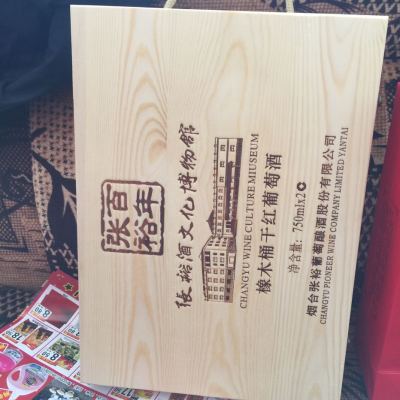 百年
张裕
张裕酒文化博物馆
CHANGYU WINE CULTURE MIUSEUM
橡木桶干红葡萄酒
净含量: 750mlx2
烟台张裕葡萄酿酒股份有限公司
CHANGYU PIONEER WINE COMPANY LIMITED YANTAI